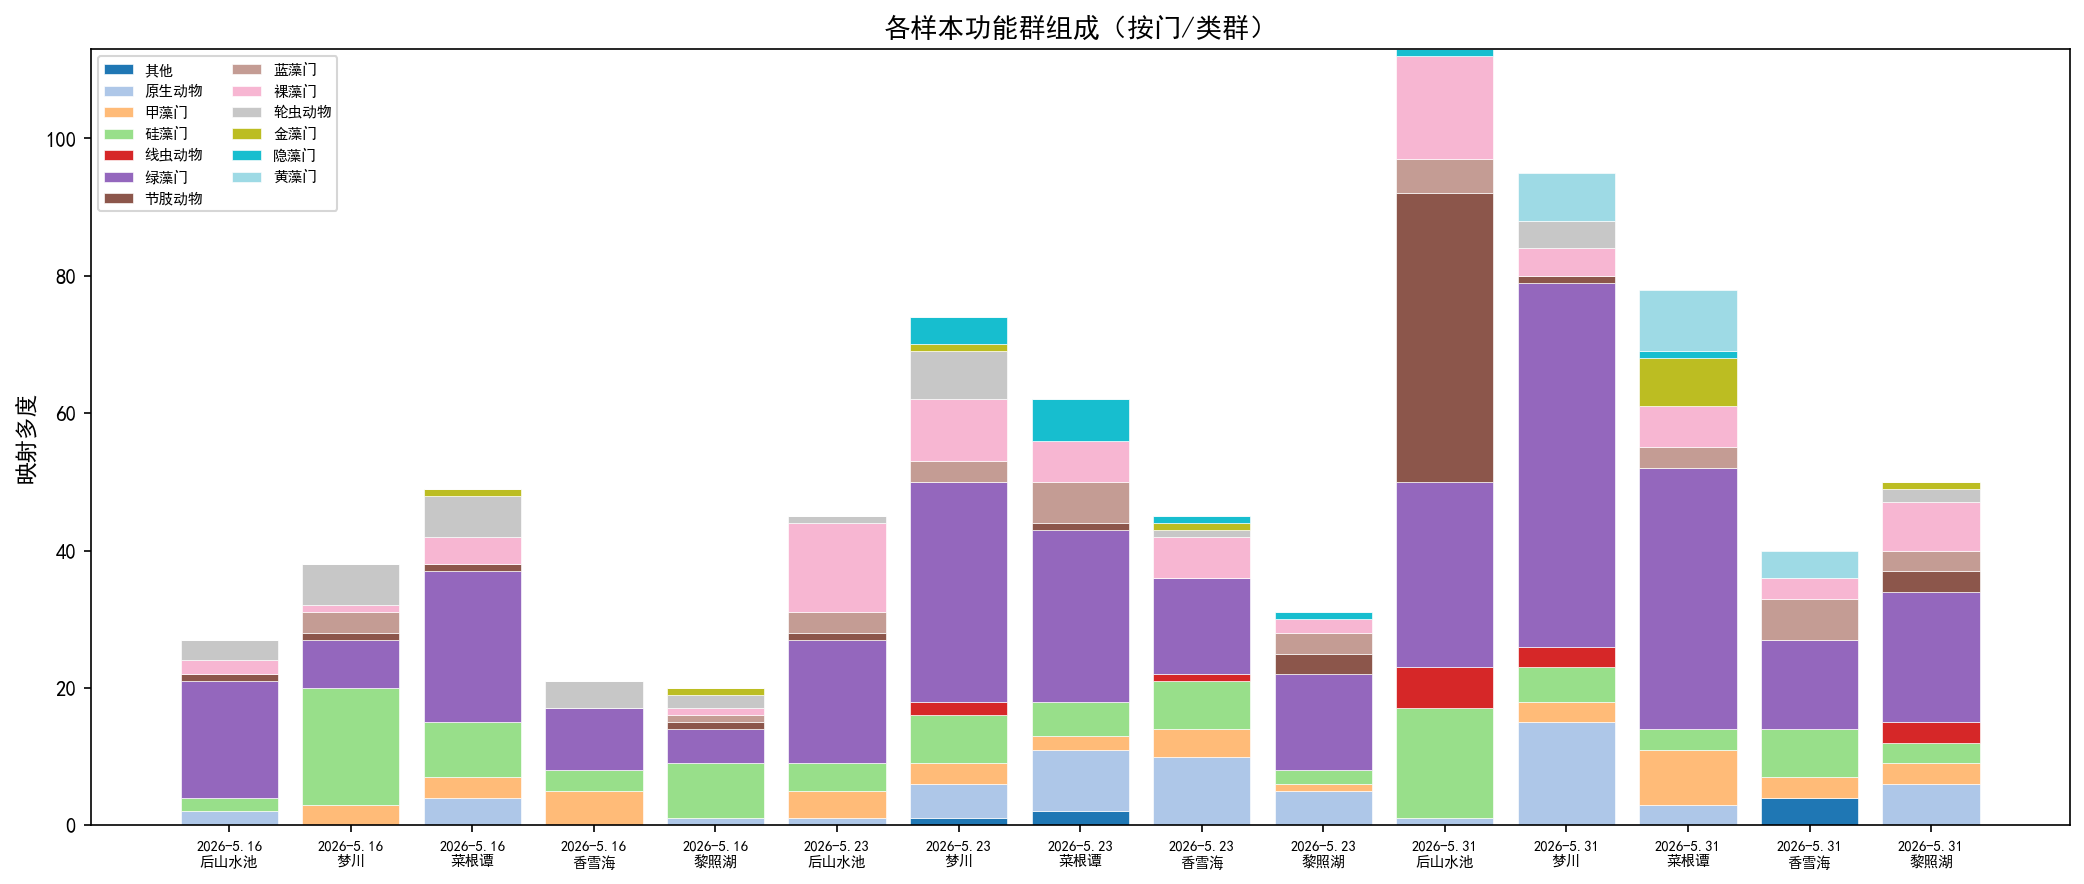 各样本功能群组成（按门/类群）
其他
原生动物
甲藻门
硅藻门
线虫动物
绿藻门
节肢动物
蓝藻门
裸藻门
轮虫动物
金藻门
隐藻门
黄藻门
映射多度
100
80
60
40
20
0
2026-5.16
后山水池
2026-5.16
梦川
2026-5.16
菜根谭
2026-5.16
香雪海
2026-5.16
黎照湖
2026-5.23
后山水池
2026-5.23
梦川
2026-5.23
菜根谭
2026-5.23
香雪海
2026-5.23
黎照湖
2026-5.31
后山水池
2026-5.31
梦川
2026-5.31
菜根谭
2026-5.31
香雪海
2026-5.31
黎照湖